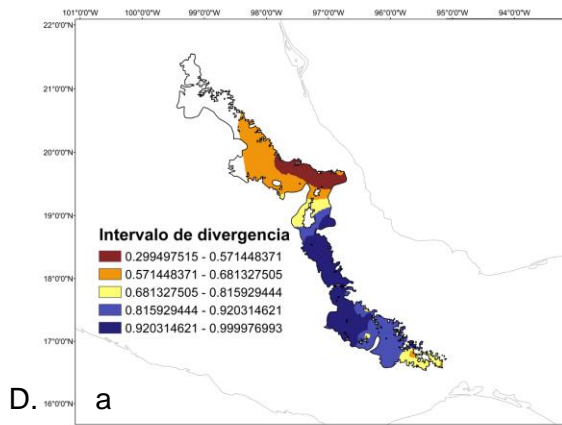 101°0'0"W 100°0'0"W 98°0'0"W 97°0'0"W 96°0'0"W 95°0'0"W 94°0'0"W
22°0'0"N
21°0'0"N
20°0'0"N
19°0'0"N
Intervalo de divergencia
0.299497515 - 0.571448371
0.571448371 - 0.681327505
18°0'0"N
0.681327505 - 0.815929444
0.815929444 - 0.920314621
17°0'0"N
0.920314621 - 0.999976993
D. a
16°0'0"N